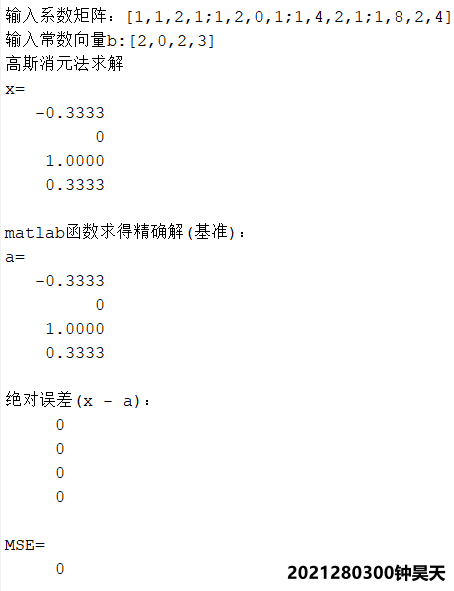 输入系数矩阵：[1,1,2,1;1,2,0,1;1,4,2,1;1,8,2,4]
输入常数向量b:[2,0,2,3]
高斯消元法求解
x=
-0.3333
0
1.0000
0.3333
matlab函数求得精确解(基准)：
a=
-0.3333
0
1.0000
0.3333
绝对误差(x - a)：
0
0
0
0
MSE=
0
2021280300钟昊天